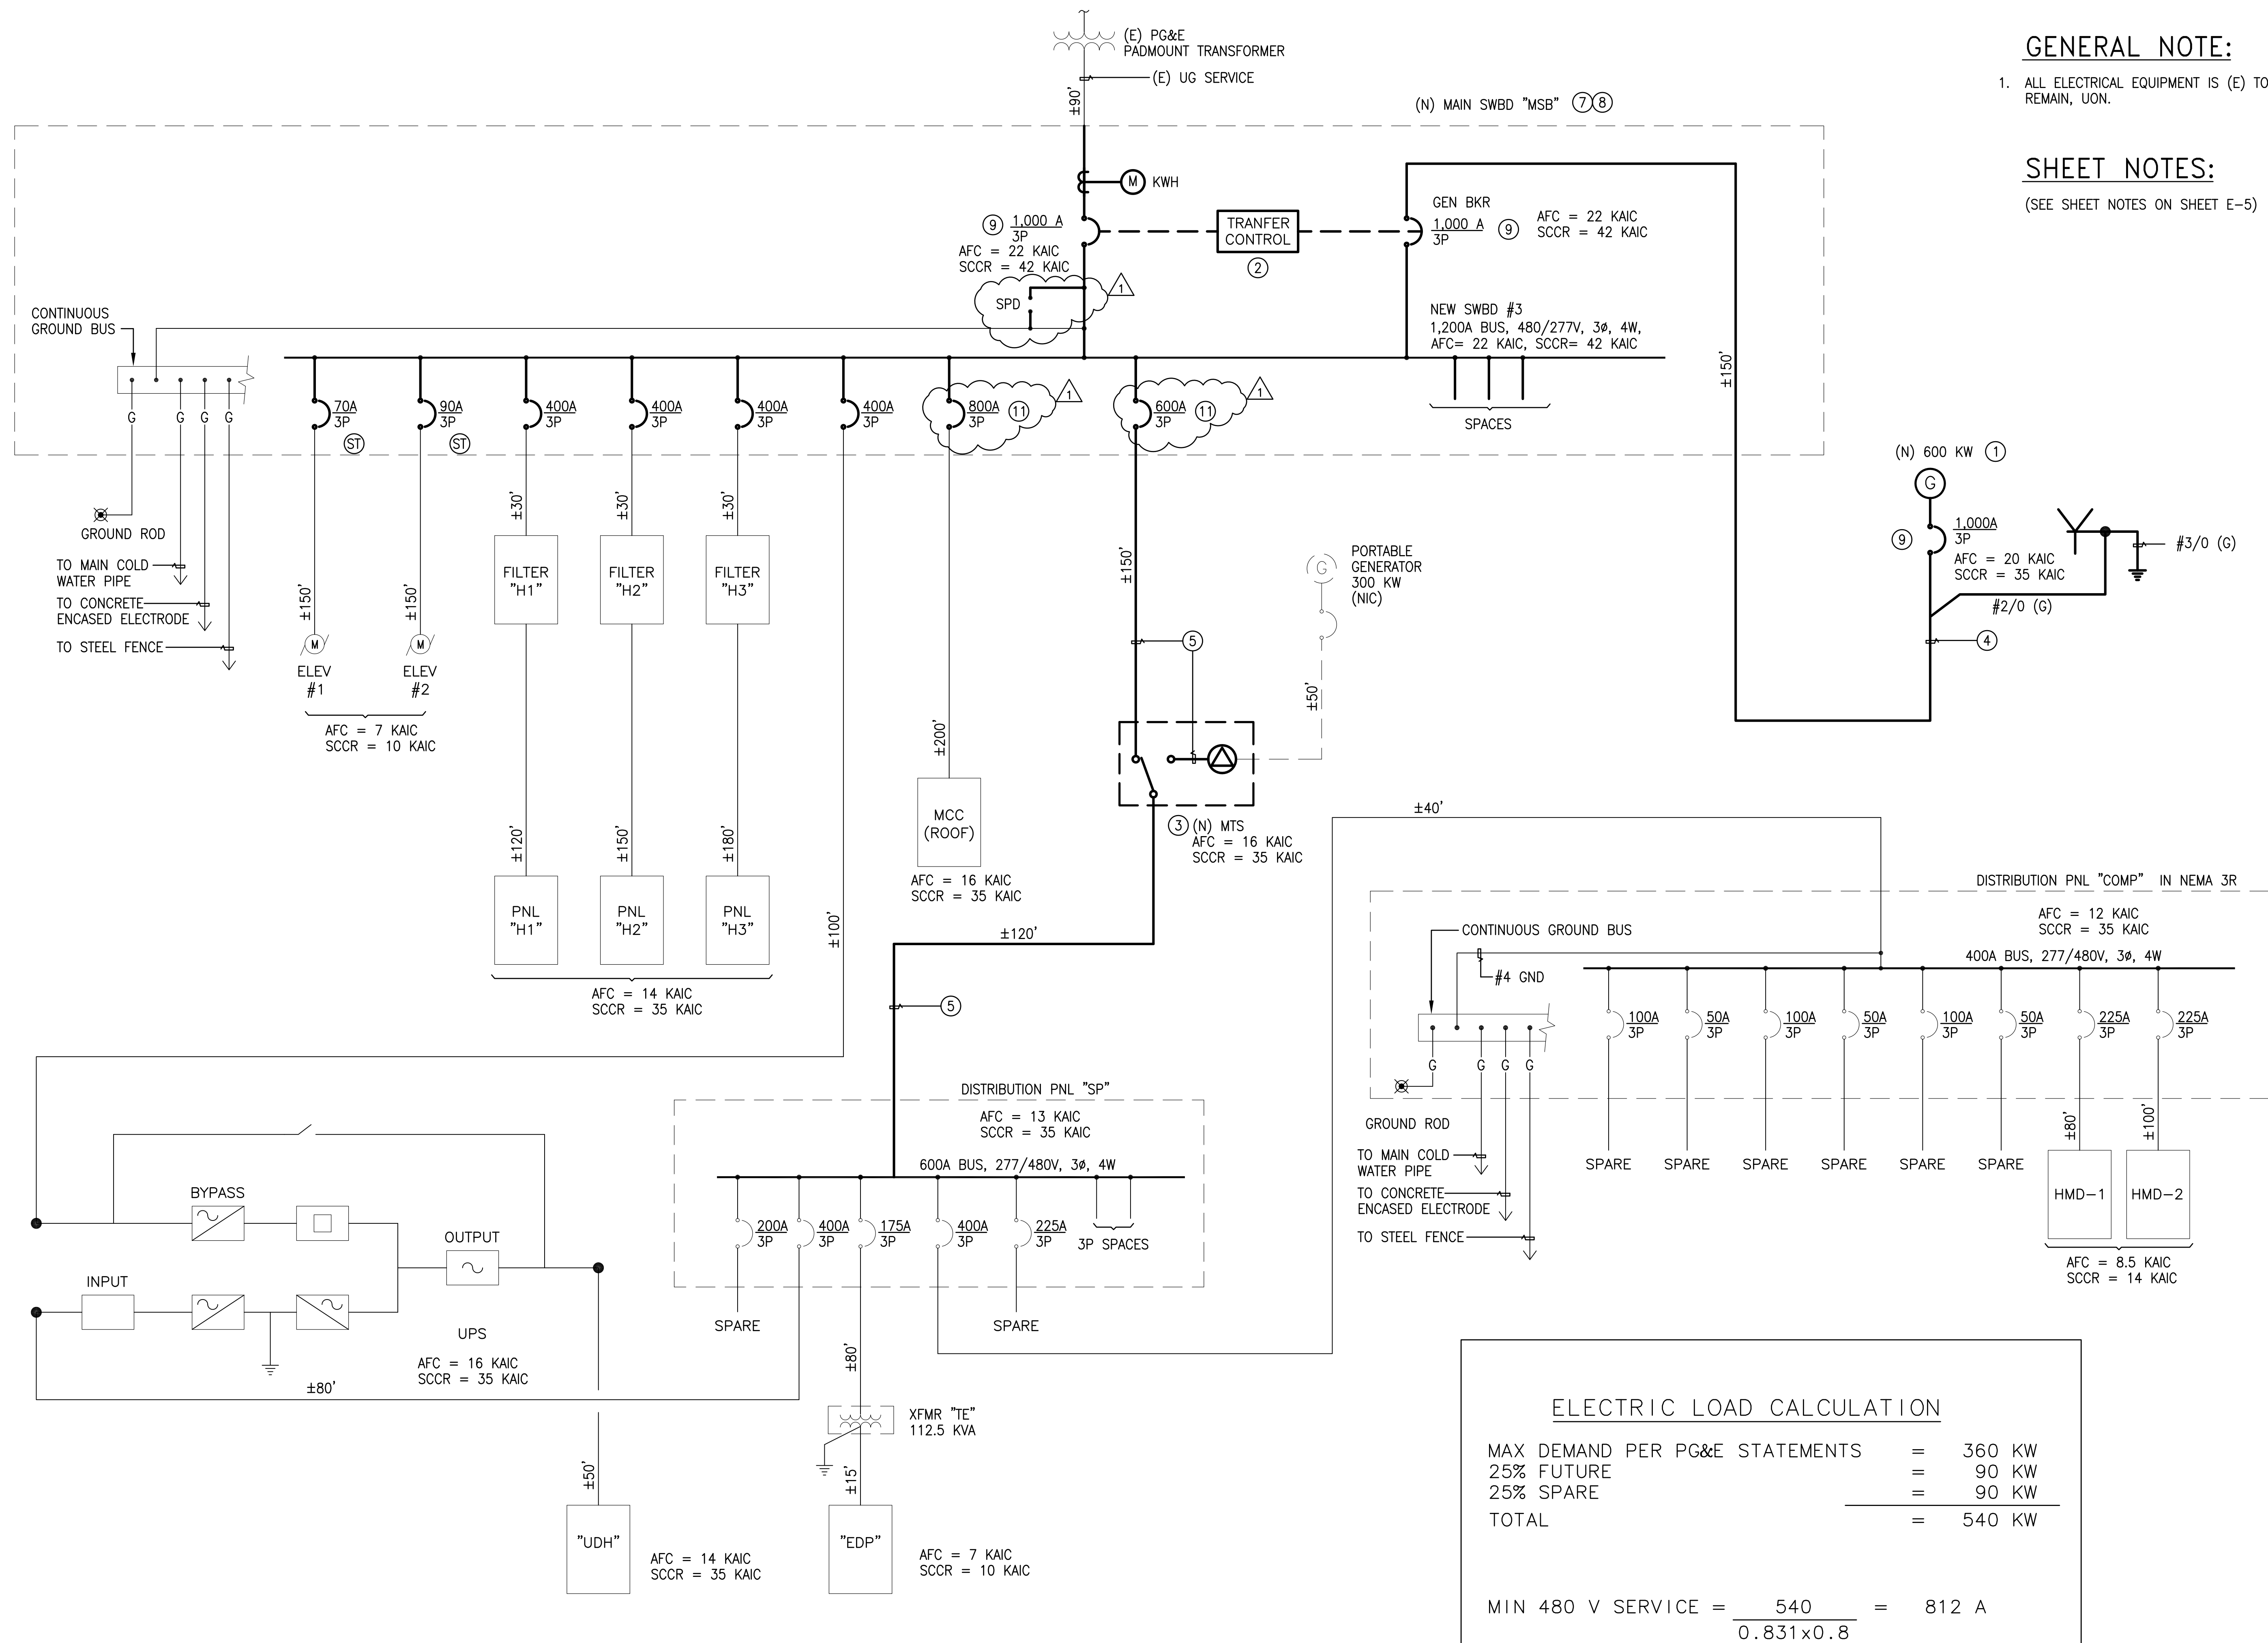 (E) PG&E
PADMOUNT TRANSFORMER
(E) UG SERVICE
±90'
GENERAL NOTE:
1. ALL ELECTRICAL EQUIPMENT IS (E) TO
REMAIN, UON.
SHEET NOTES:
(SEE SHEET NOTES ON SHEET E-5)
(N) MAIN SWBD "MSB" 7 8
M KWH
9 1,000 A
3P
AFC = 22 KAIC
SCCR = 42 KAIC
TRANFER
CONTROL
2
GEN BKR
1,000 A
3P
9
AFC = 22 KAIC
SCCR = 42 KAIC
SPD
1
NEW SWBD #3
1,200A BUS, 480/277V, 3ø, 4W,
AFC= 22 KAIC, SCCR= 42 KAIC
CONTINUOUS
GROUND BUS
G G G G
70A
3P
ST
90A
3P
ST
400A
3P
400A
3P
400A
3P
400A
3P
800A
3P
11
1
600A
3P
11
1
SPACES
±150'
GROUND ROD
TO MAIN COLD
WATER PIPE
TO CONCRETE
ENCASED ELECTRODE
TO STEEL FENCE
±150'
M
ELEV
#1
±150'
M
ELEV
#2
AFC = 7 KAIC
SCCR = 10 KAIC
±30'
±30'
±30'
FILTER
"H1"
FILTER
"H2"
FILTER
"H3"
±120'
±150'
±180'
PNL
"H1"
PNL
"H2"
PNL
"H3"
AFC = 14 KAIC
SCCR = 35 KAIC
±100'
±200'
MCC
(ROOF)
AFC = 16 KAIC
SCCR = 35 KAIC
±150'
5
G
PORTABLE
GENERATOR
300 KW
(NIC)
±50'
3 (N) MTS
AFC = 16 KAIC
SCCR = 35 KAIC
±120'
5
(N) 600 KW 1
G
9
1,000A
3P
AFC = 20 KAIC
SCCR = 35 KAIC
#3/0 (G)
#2/0 (G)
4
±40'
DISTRIBUTION PNL "COMP" IN NEMA 3R
AFC = 12 KAIC
SCCR = 35 KAIC
400A BUS, 277/480V, 3ø, 4W
CONTINUOUS GROUND BUS
#4 GND
G G G G
GROUND ROD
TO MAIN COLD
WATER PIPE
TO CONCRETE
ENCASED ELECTRODE
TO STEEL FENCE
100A
3P
50A
3P
100A
3P
50A
3P
100A
3P
50A
3P
225A
3P
225A
3P
SPARE SPARE SPARE SPARE SPARE SPARE
±80'
±100'
HMD-1
HMD-2
AFC = 8.5 KAIC
SCCR = 14 KAIC
DISTRIBUTION PNL "SP"
AFC = 13 KAIC
SCCR = 35 KAIC
600A BUS, 277/480V, 3ø, 4W
200A
3P
400A
3P
175A
3P
400A
3P
225A
3P
3P SPACES
SPARE
SPARE
BYPASS
OUTPUT
INPUT
UPS
AFC = 16 KAIC
SCCR = 35 KAIC
±80'
±80'
XFMR "TE"
112.5 KVA
±15'
"EDP"
AFC = 7 KAIC
SCCR = 10 KAIC
±50'
"UDH"
AFC = 14 KAIC
SCCR = 35 KAIC
ELECTRIC LOAD CALCULATION
MAX DEMAND PER PG&E STATEMENTS = 360 KW
25% FUTURE = 90 KW
25% SPARE = 90 KW
TOTAL = 540 KW
MIN 480 V SERVICE = 540 = 812 A
0.831x0.8